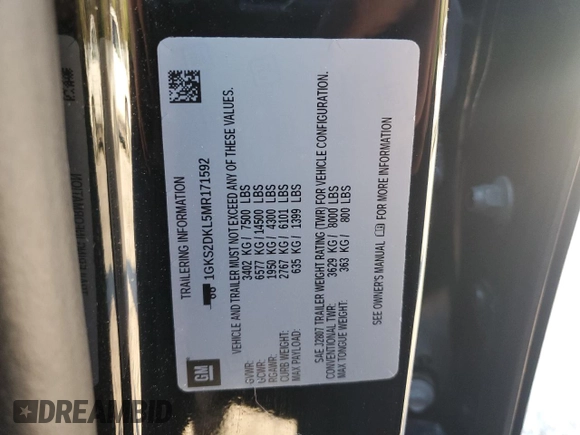 TRAILERING INFORMATION
1GKS2DKL5MR171592
VEHICLE AND TRAILER MUST NOT EXCEED ANY OF THESE VALUES.
GVWR: 3402 KG / 7500 LBS
GCWR: 6577 KG / 14500 LBS
RGAWR: 1950 KG / 4300 LBS
CURB WEIGHT: 2767 KG / 6101 LBS
MAX PAYLOAD: 635 KG / 1399 LBS
SAE J2807 TRAILER WEIGHT RATING (TWR) FOR VEHICLE CONFIGURATION.
CONVENTIONAL TWR: 3629 KG / 8000 LBS
MAX TONGUE WEIGHT: 363 KG / 800 LBS
SEE OWNER'S MANUAL FOR MORE INFORMATION
GM
DREAMBID